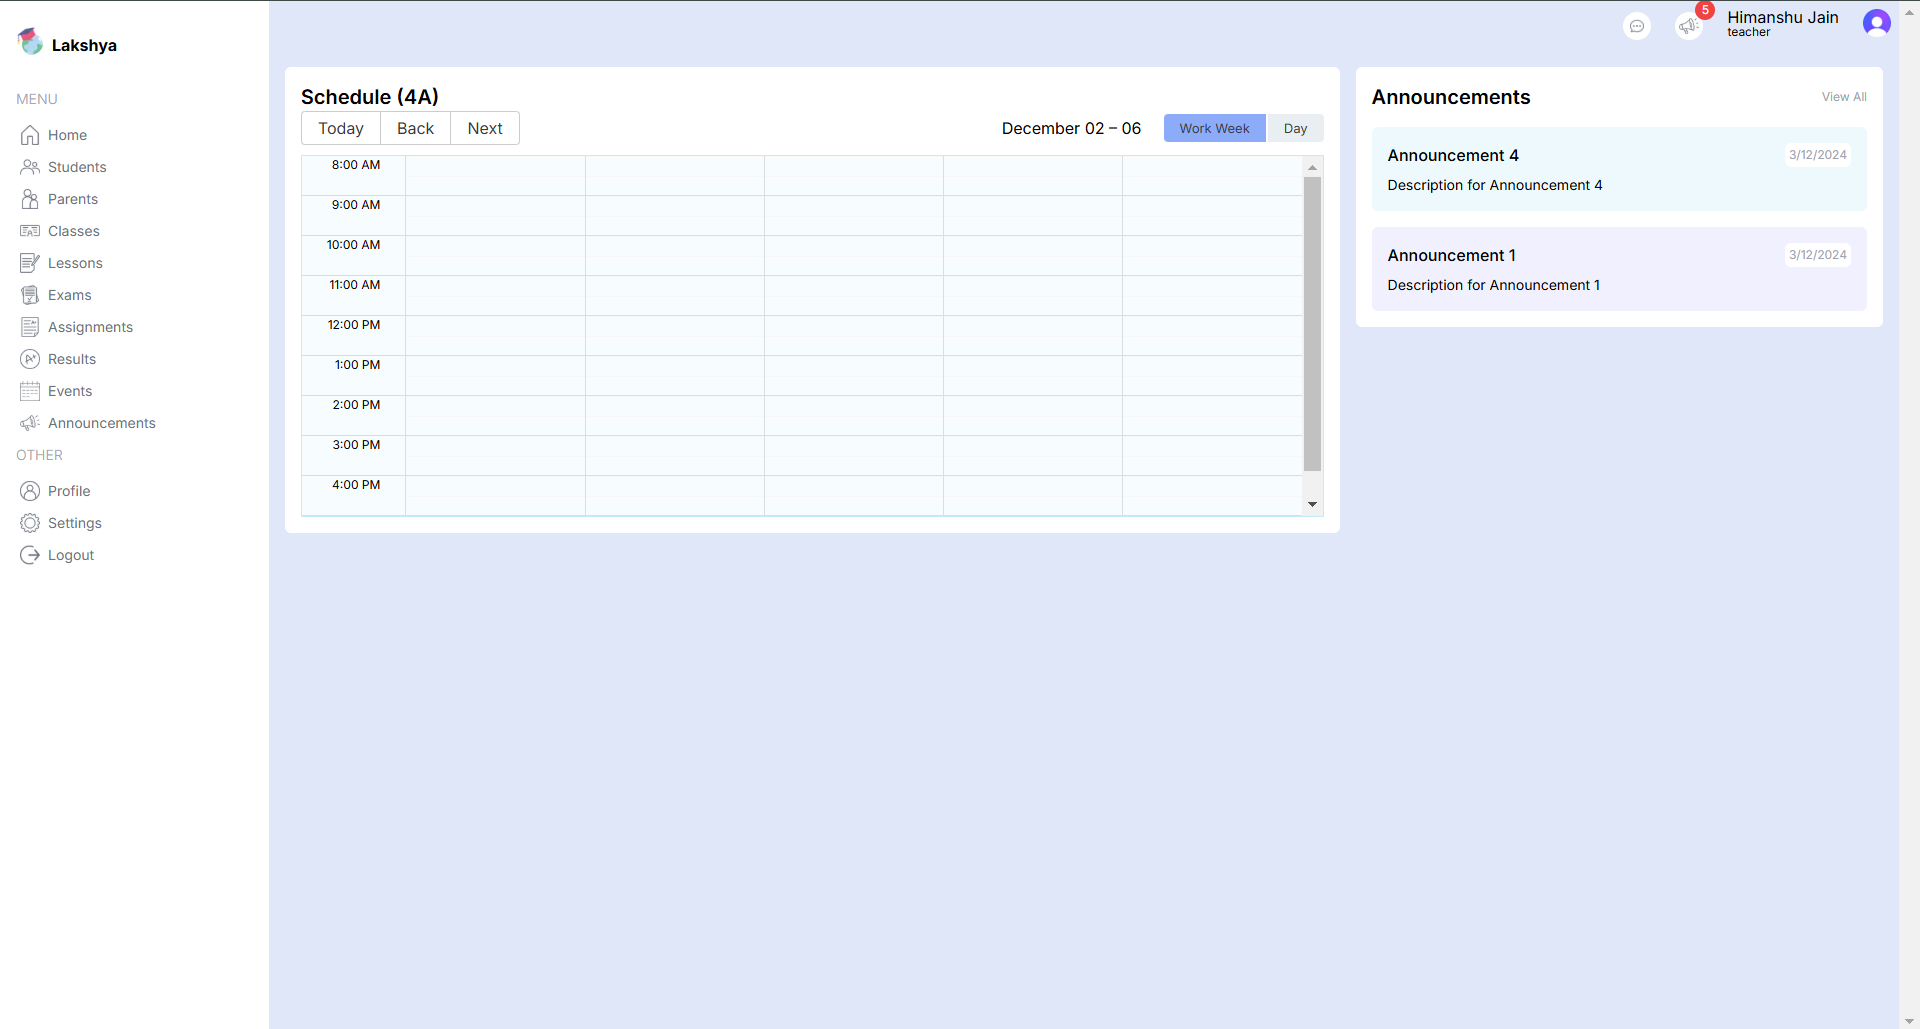 Lakshya
MENU
Home
Students
Parents
Classes
Lessons
Exams
Assignments
Results
Events
Announcements
OTHER
Profile
Settings
Logout
5
Himanshu Jain
teacher
Schedule (4A)
Today Back Next
December 02 – 06
Work Week Day
8:00 AM
9:00 AM
10:00 AM
11:00 AM
12:00 PM
1:00 PM
2:00 PM
3:00 PM
4:00 PM
Announcements
View All
Announcement 4
3/12/2024
Description for Announcement 4
Announcement 1
3/12/2024
Description for Announcement 1